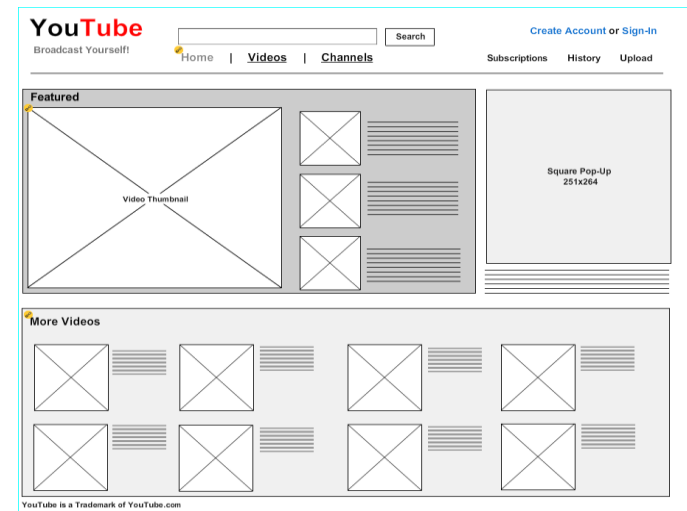 YouTube
Broadcast Yourself!
Search
Create Account or Sign-In
Home | Videos | Channels
Subscriptions History Upload
Featured
Video Thumbnail
Square Pop-Up
251x264
More Videos
YouTube is a Trademark of YouTube.com